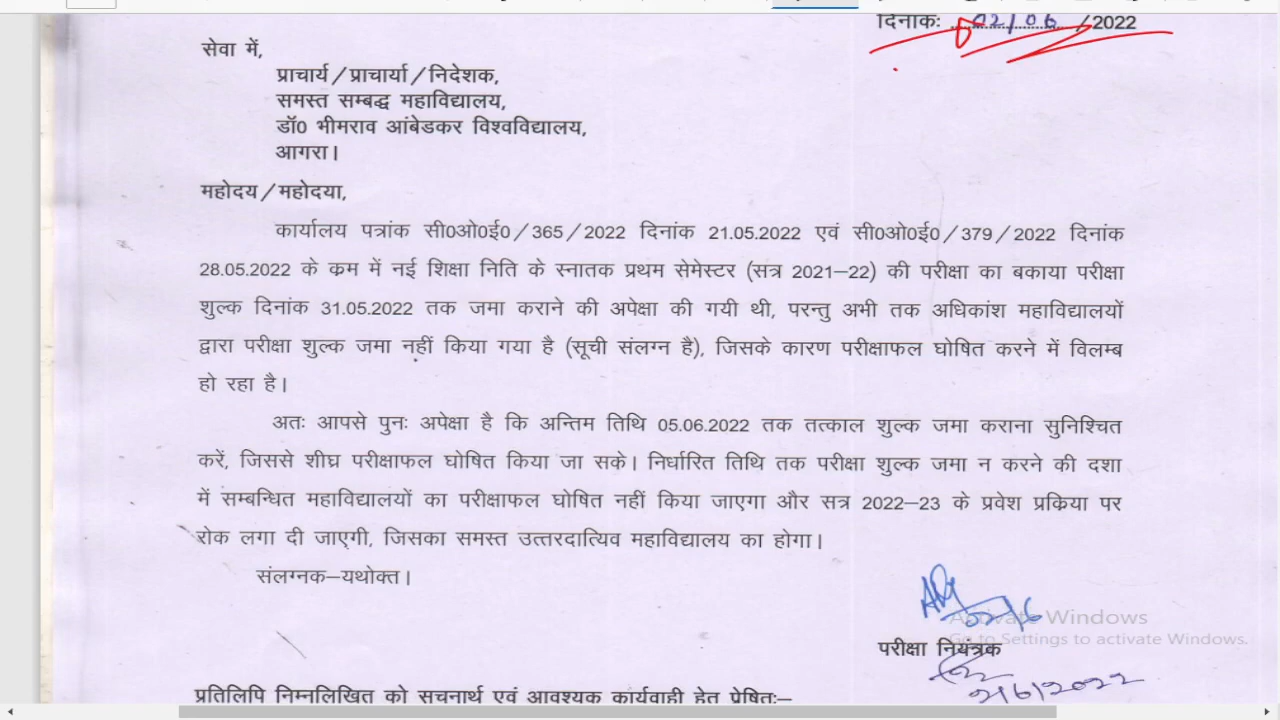 दिनांकः 02/06 /2022
सेवा में,
प्राचार्य/प्राचार्या/निदेशक,
समस्त सम्बद्ध महाविद्यालय,
डॉ0 भीमराव आंबेडकर विश्वविद्यालय,
आगरा।
महोदय/महोदया,
कार्यालय पत्रांक सी0ओ0ई0/365/2022 दिनांक 21.05.2022 एवं सी0ओ0ई0/379/2022 दिनांक
28.05.2022 के क्रम में नई शिक्षा निति के स्नातक प्रथम सेमेस्टर (सत्र 2021–22) की परीक्षा का बकाया परीक्षा
शुल्क दिनांक 31.05.2022 तक जमा कराने की अपेक्षा की गयी थी, परन्तु अभी तक अधिकांश महाविद्यालयों
द्वारा परीक्षा शुल्क जमा नहीं किया गया है (सूची संलग्न है), जिसके कारण परीक्षाफल घोषित करने में विलम्ब
हो रहा है।
अतः आपसे पुनः अपेक्षा है कि अन्तिम तिथि 05.06.2022 तक तत्काल शुल्क जमा कराना सुनिश्चित
करें, जिससे शीघ्र परीक्षाफल घोषित किया जा सके। निर्धारित तिथि तक परीक्षा शुल्क जमा न करने की दशा
में सम्बन्धित महाविद्यालयों का परीक्षाफल घोषित नहीं किया जाएगा और सत्र 2022–23 के प्रवेश प्रक्रिया पर
रोक लगा दी जाएगी, जिसका समस्त उत्तरदात्यिव महाविद्यालय का होगा।
संलग्नक–यथोक्त।
Activate Windows
Go to Settings to activate Windows.
परीक्षा नियंत्रक
2/6/2022
प्रतिलिपि निम्नलिखित को सूचनार्थ एवं आवश्यक कार्यवाही हेतु प्रेषितः–